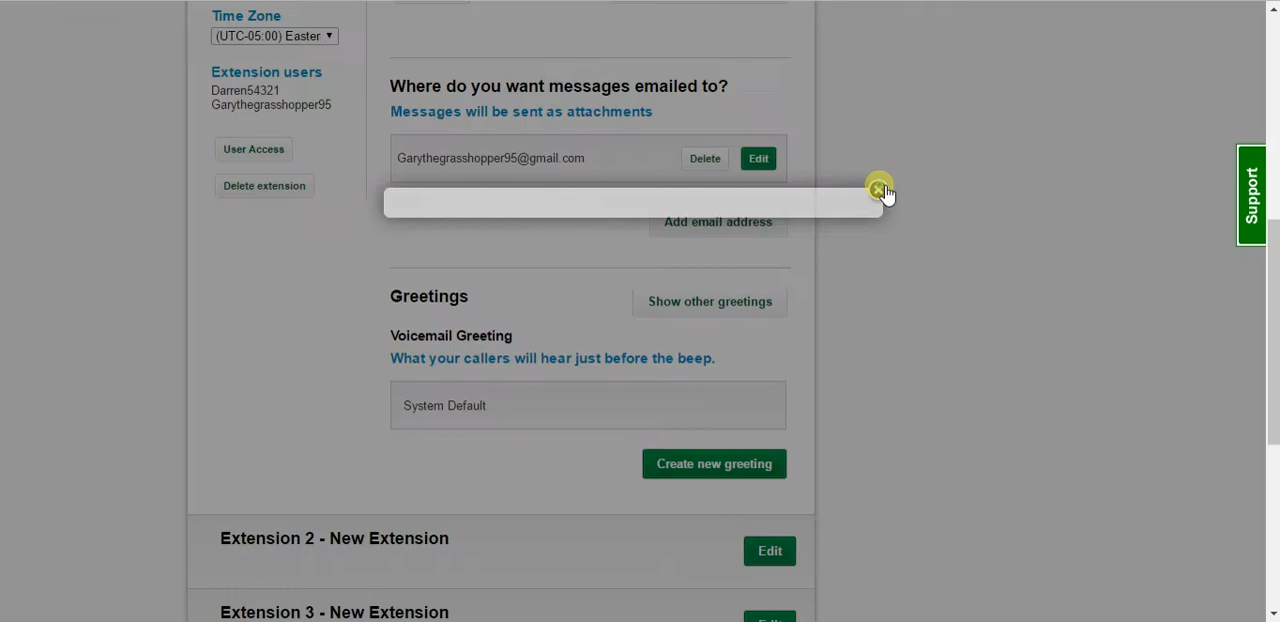 Time Zone
(UTC-05:00) Easter
Extension users
Darren54321
Garythegrasshopper95
User Access
Delete extension
Where do you want messages emailed to?
Messages will be sent as attachments
Garythegrasshopper95@gmail.com
Delete
Edit
Add email address
Greetings
Show other greetings
Voicemail Greeting
What your callers will hear just before the beep.
System Default
Create new greeting
Extension 2 - New Extension
Edit
Extension 3 - New Extension
Support